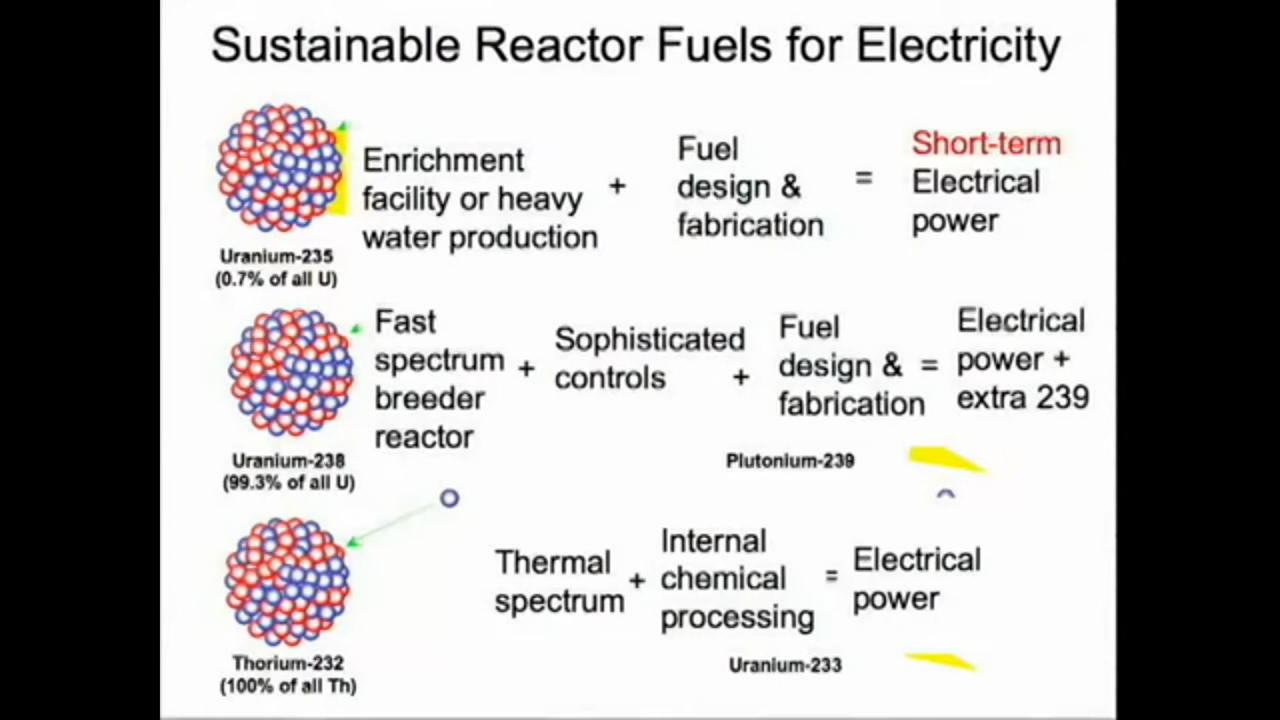 Sustainable Reactor Fuels for Electricity
Enrichment
facility or heavy
water production
+
Fuel
design &
fabrication
=
Short-term
Electrical
power
Uranium-235
(0.7% of all U)
Fast
spectrum
breeder
reactor
+
Sophisticated
controls
+
Fuel
design &
fabrication
=
Electrical
power +
extra 239
Uranium-238
(99.3% of all U)
Plutonium-239
Thermal
spectrum
+
Internal
chemical
processing
=
Electrical
power
Thorium-232
(100% of all Th)
Uranium-233